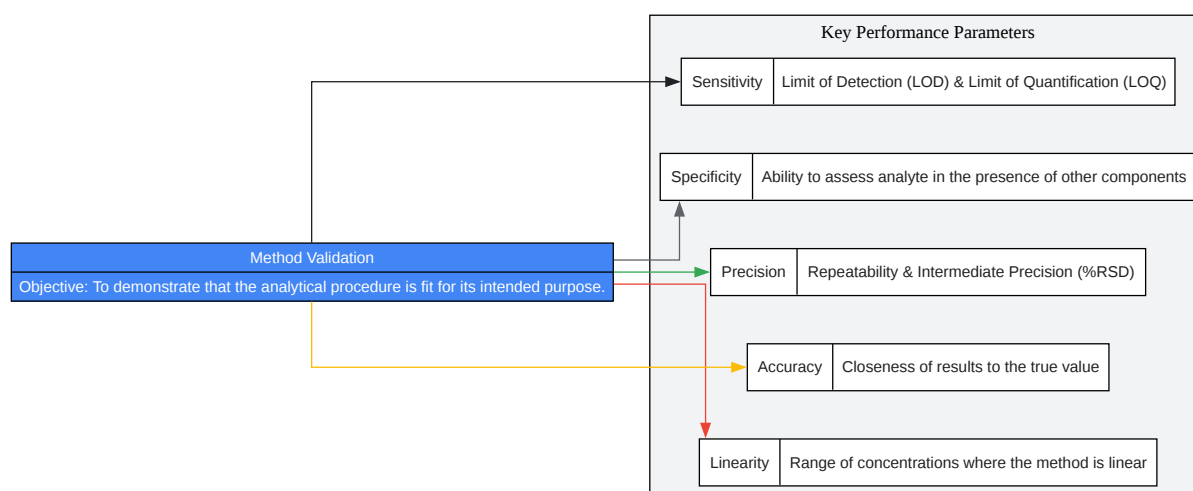 Key Performance Parameters
Sensitivity Limit of Detection (LOD) & Limit of Quantification (LOQ)
Specificity Ability to assess analyte in the presence of other components
Method Validation
Objective: To demonstrate that the analytical procedure is fit for its intended purpose.
Precision Repeatability & Intermediate Precision (%RSD)
Accuracy Closeness of results to the true value
Linearity Range of concentrations where the method is linear